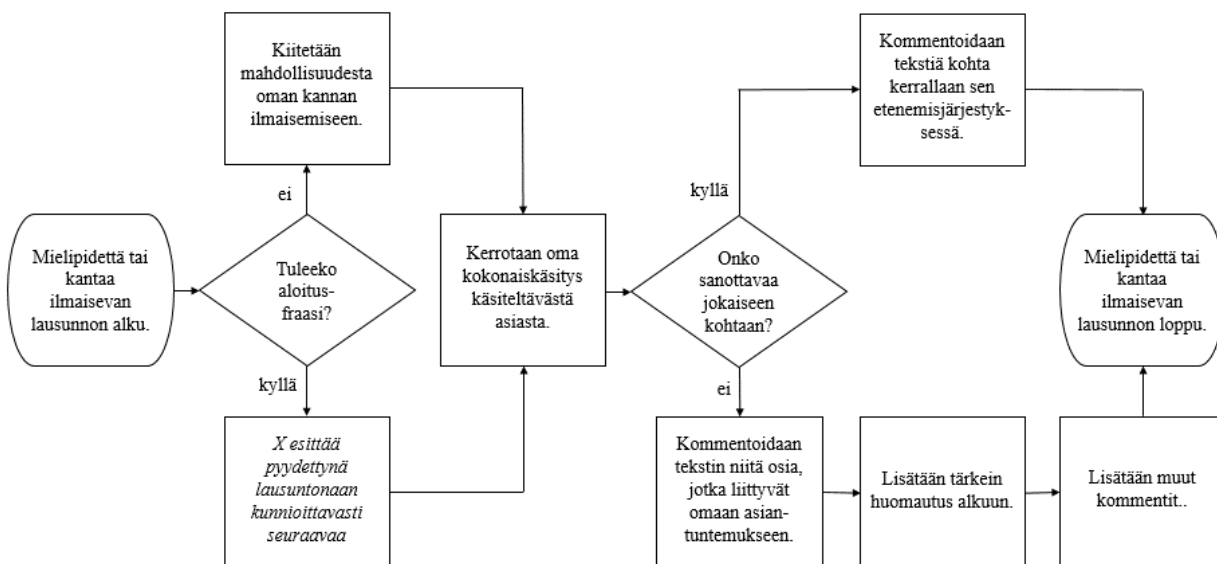 Kiitetään
mahdollisuudesta
oman kannan
ilmaisemiseen.
Kommentoidaan
tekstiä kohta
kerrallaan sen
etenemisjärjestyk-
sessä.
ei
kyllä
Mielipidettä tai
kantaa
ilmaisevan
lausunnon alku.
Tuleeko
aloitus-
fraasi?
Kerrotaan oma
kokonaiskäsitys
käsiteltävästä
asiasta.
Onko
sanottavaa
jokaiseen
kohtaan?
Mielipidettä tai
kantaa
ilmaisevan
lausunnon loppu.
kyllä
ei
X esittää
pyydettynä
lausuntonaan
kunnioittavasti
seuraavaa
Kommentoidaan
tekstin niitä osia,
jotka liittyvät
omaan asian-
tuntemukseen.
Lisätään tärkein
huomautus alkuun.
Lisätään muut
kommentit..